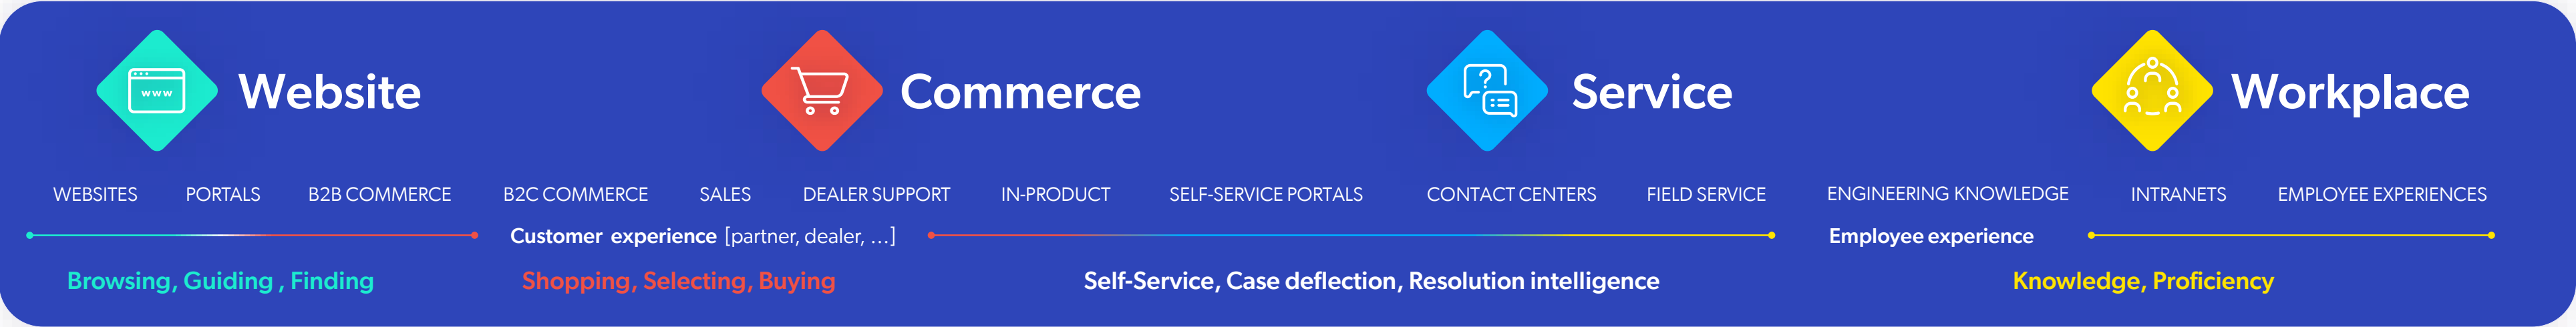 www
Website
Commerce
?
Service
Workplace
WEBSITES PORTALS B2B COMMERCE B2C COMMERCE SALES DEALER SUPPORT IN-PRODUCT SELF-SERVICE PORTALS CONTACT CENTERS FIELD SERVICE ENGINEERING KNOWLEDGE INTRANETS EMPLOYEE EXPERIENCES
Customer experience [partner, dealer, ...] Employee experience
Browsing, Guiding , Finding Shopping, Selecting, Buying Self-Service, Case deflection, Resolution intelligence Knowledge, Proficiency